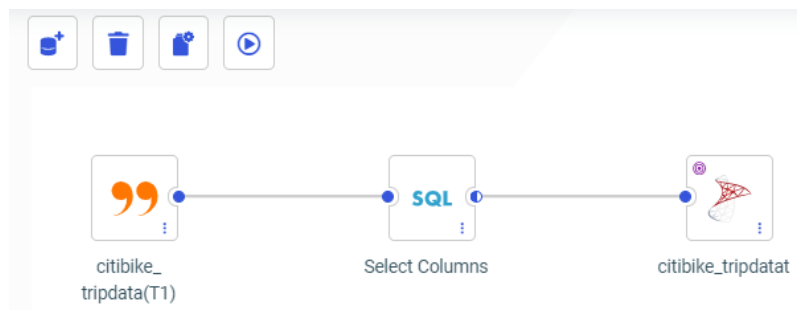 SQL
citibike_
tripdata(T1)
Select Columns
citibike_tripdatat